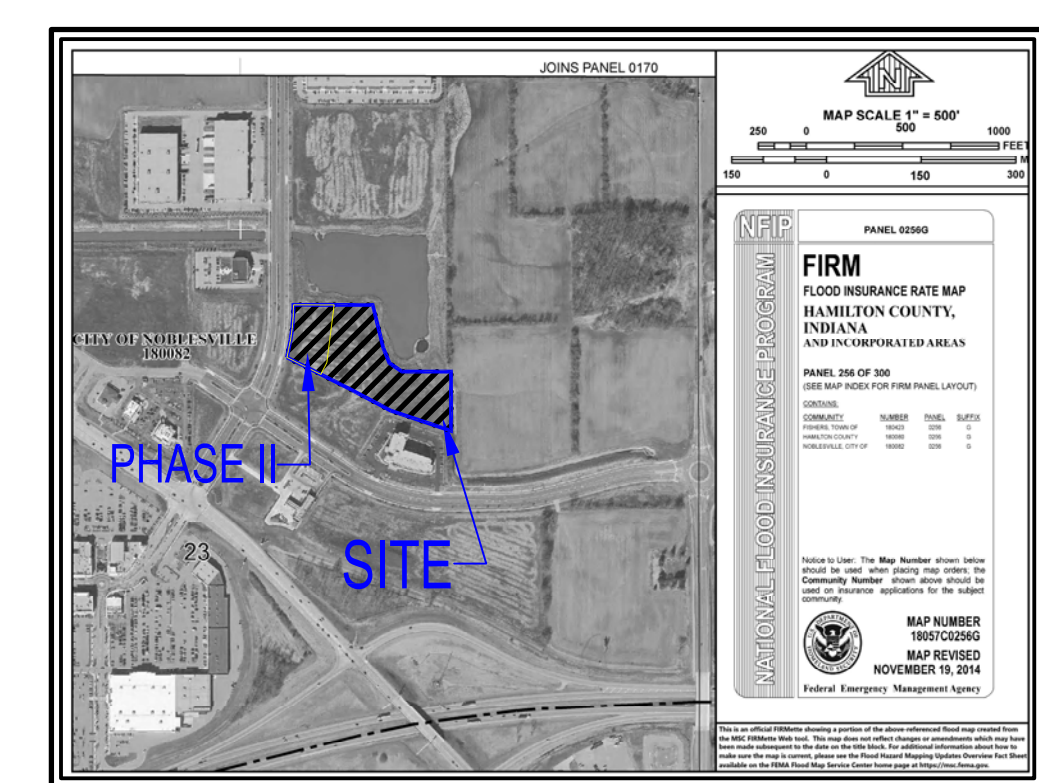 JOINS PANEL 0170
CITY OF NOBLESVILLE
180082
PHASE II
SITE
23
MAP SCALE 1" = 500'
250 0 500 1000
FEET
150 0 150 300
M
NFIP
NATIONAL FLOOD INSURANCE PROGRAM
PANEL 0256G
FIRM
FLOOD INSURANCE RATE MAP
HAMILTON COUNTY,
INDIANA
AND INCORPORATED AREAS
PANEL 256 OF 300
(SEE MAP INDEX FOR FIRM PANEL LAYOUT)
CONTAINS:
COMMUNITY NUMBER PANEL SUFFIX
FISHERS, TOWN OF 180423 0256 G
HAMILTON COUNTY 180080 0256 G
NOBLESVILLE, CITY OF 180082 0256 G
Notice to User: The Map Number shown below
should be used when placing map orders; the
Community Number shown above should be
used on insurance applications for the subject
community.
MAP NUMBER
18057C0256G
MAP REVISED
NOVEMBER 19, 2014
Federal Emergency Management Agency
This is an official FIRMette showing a portion of the above-referenced flood map created from
the MSC FIRMette Web tool. This map does not reflect changes or amendments which may have
been made subsequent to the date on the title block. For additional information about how to
make sure the map is current, please see the Flood Hazard Mapping Updates Overview Fact Sheet
available on the FEMA Flood Map Service Center home page at https://msc.fema.gov.